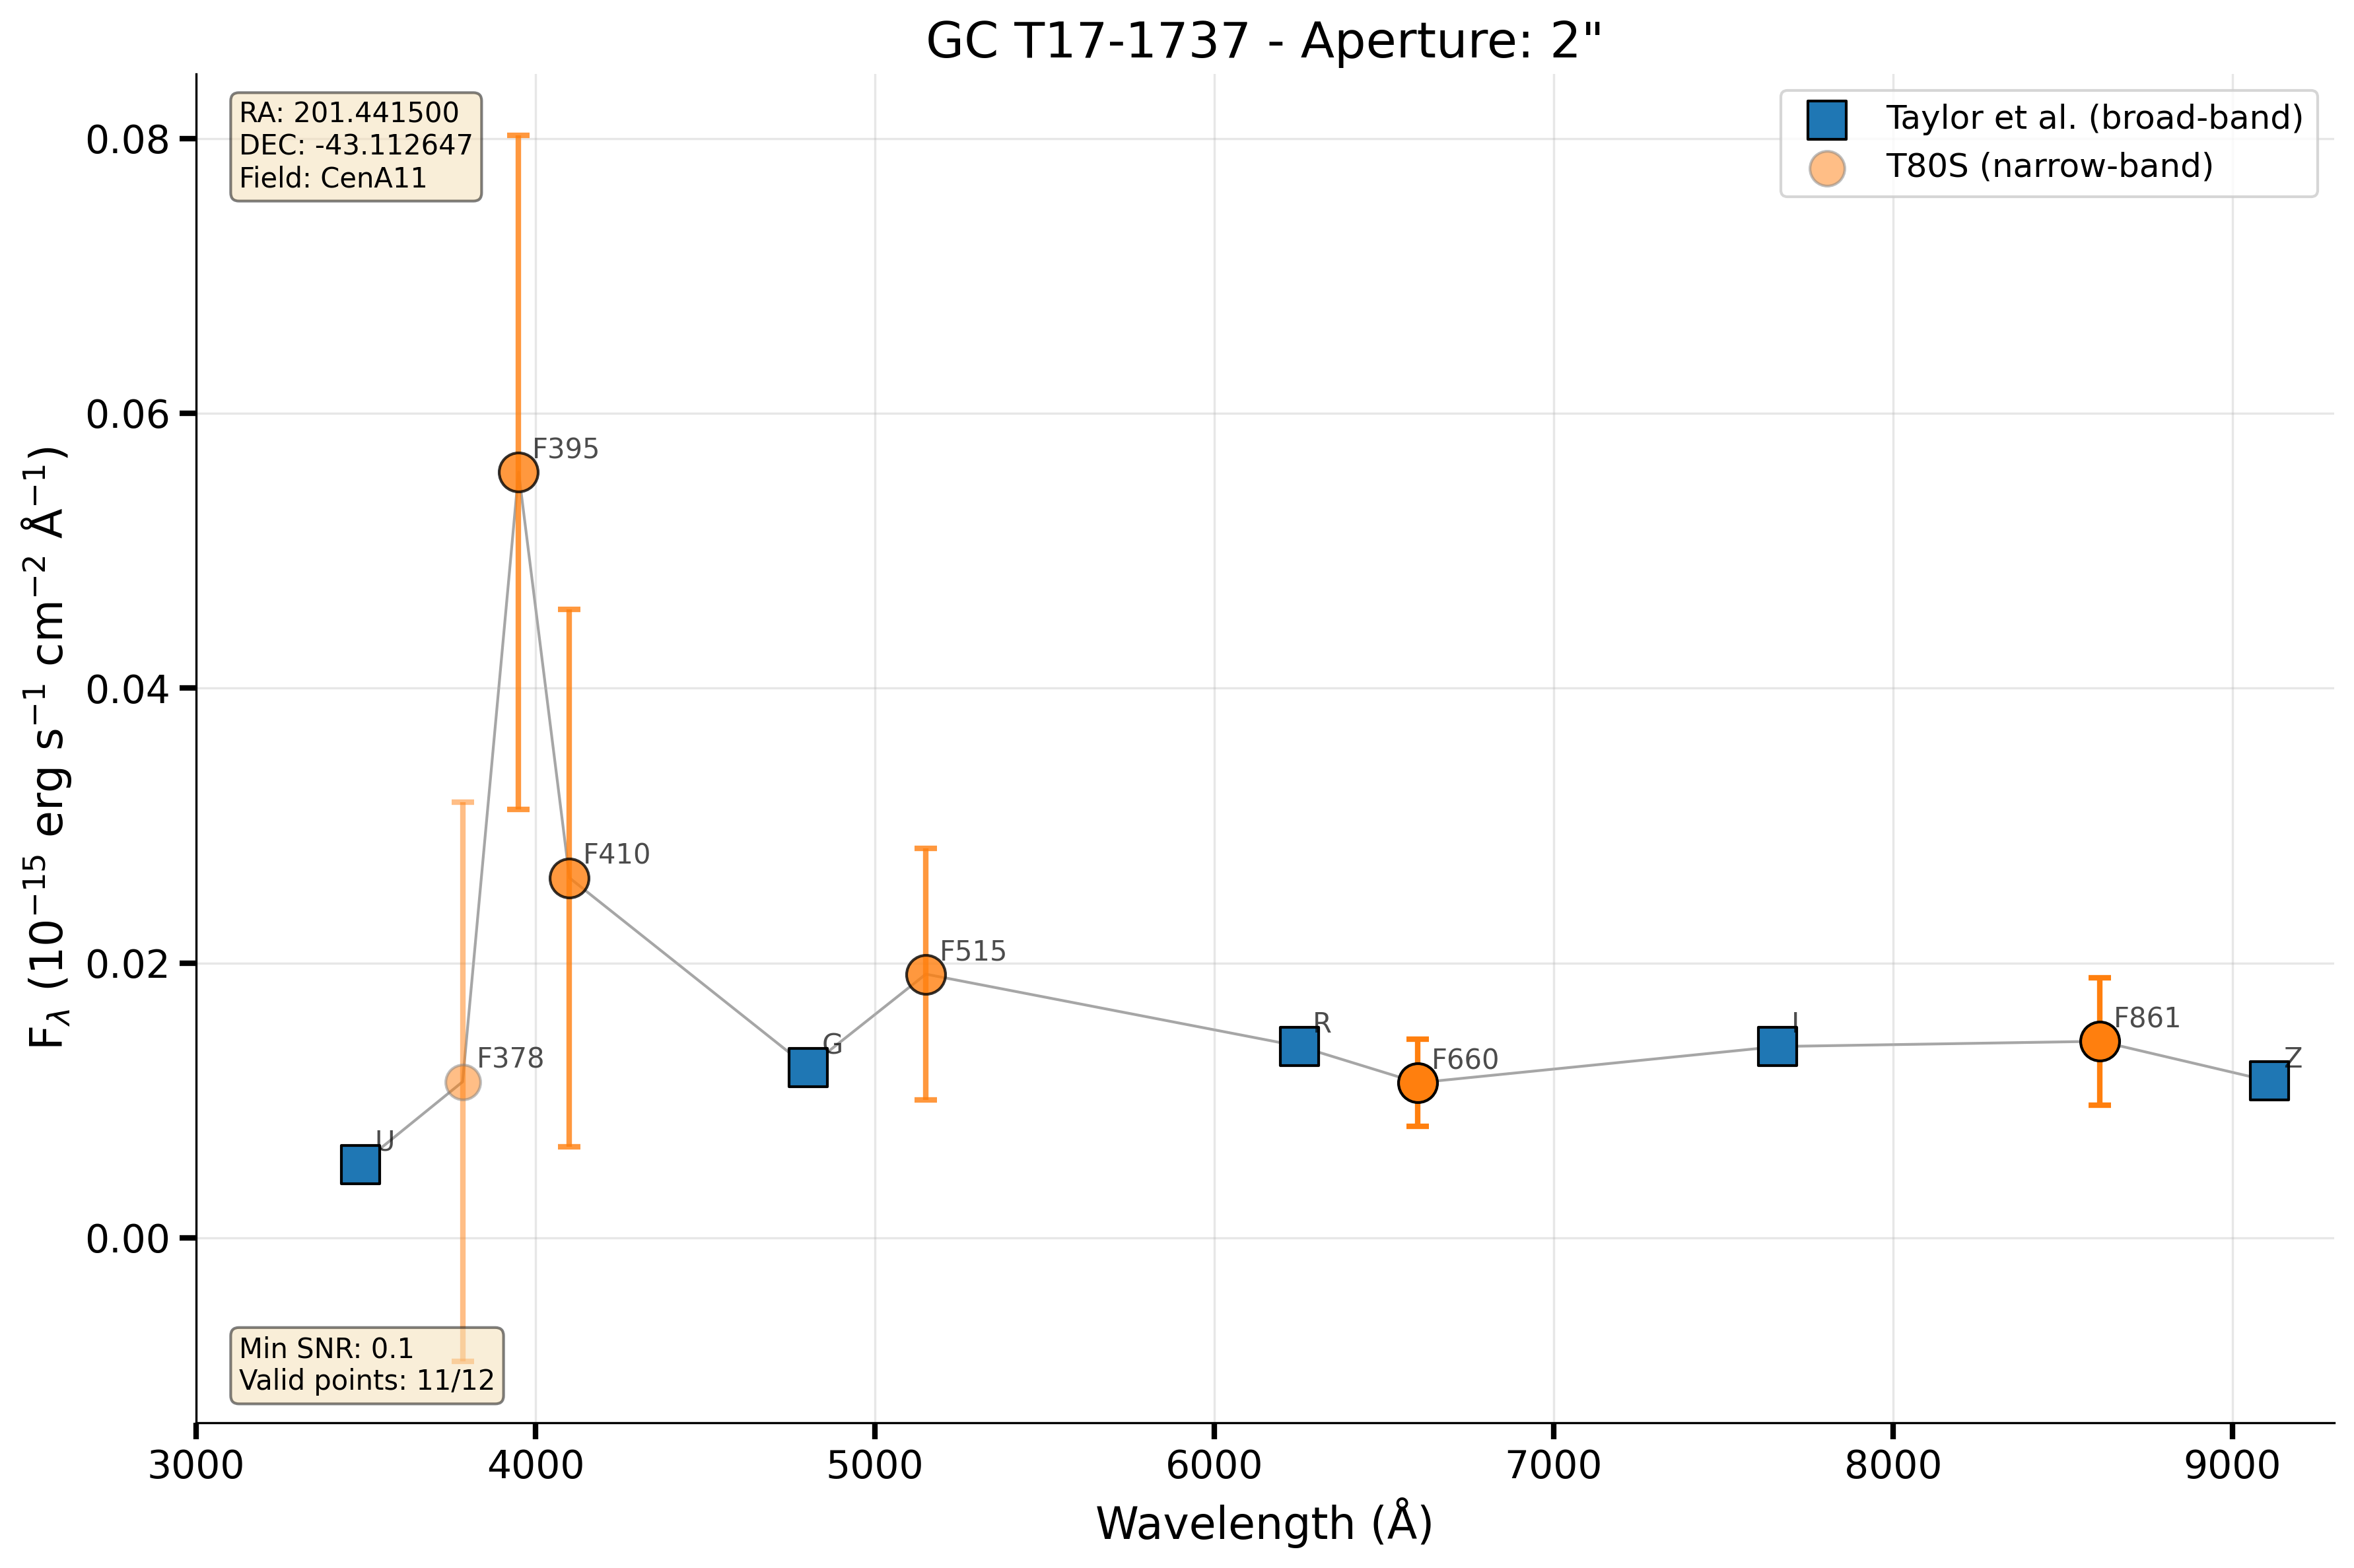 GC T17-1737 - Aperture: 2"
RA: 201.441500
DEC: -43.112647
Field: CenA11
Taylor et al. (broad-band)
T80S (narrow-band)
0.08
0.06
0.04
0.02
0.00
F_λ (10⁻¹⁵ erg s⁻¹ cm⁻² Å⁻¹)
F395
F410
F515
F378
U
G
R
F660
I
F861
Z
Min SNR: 0.1
Valid points: 11/12
3000 4000 5000 6000 7000 8000 9000
Wavelength (Å)